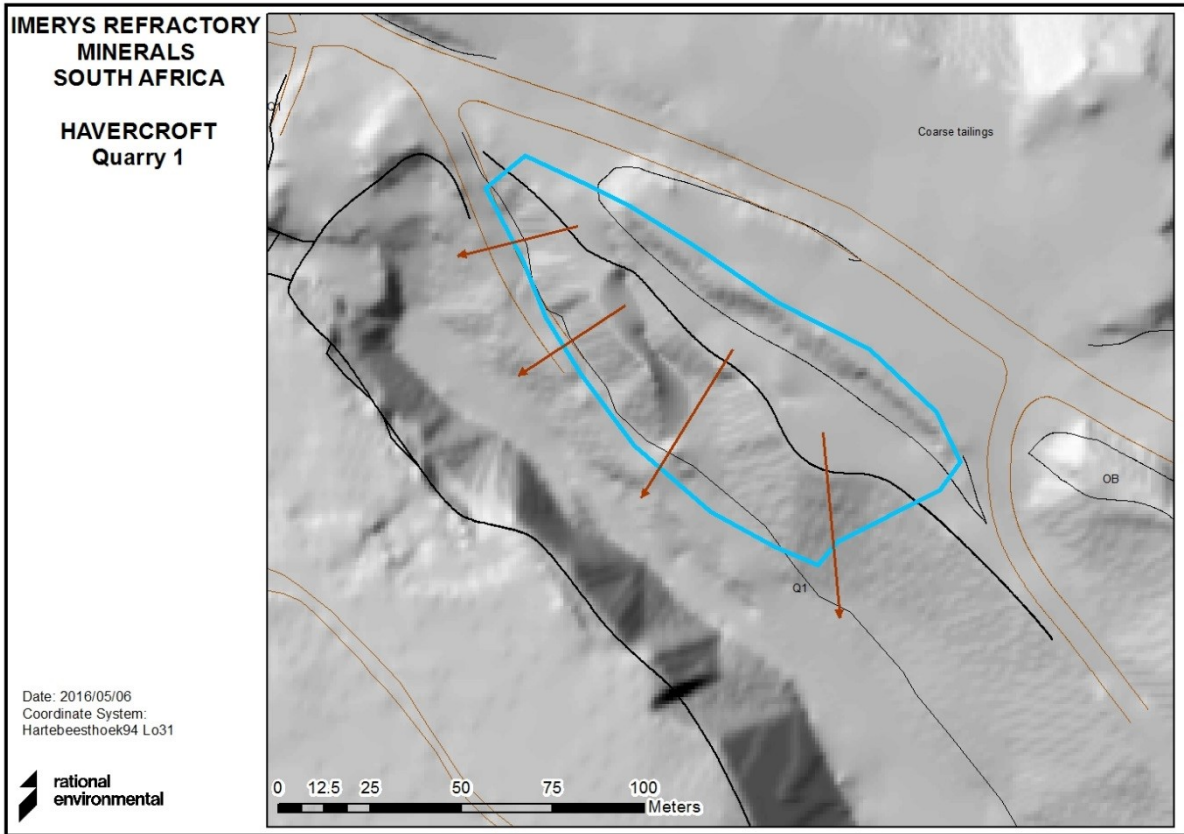 IMERYS REFRACTORY
MINERALS
SOUTH AFRICA
HAVERCROFT
Quarry 1
Q1
Coarse tailings
OB
Q1
Date: 2016/05/06
Coordinate System:
Hartebeesthoek94 Lo31
rational
environmental
0 12.5 25 50 75 100
Meters